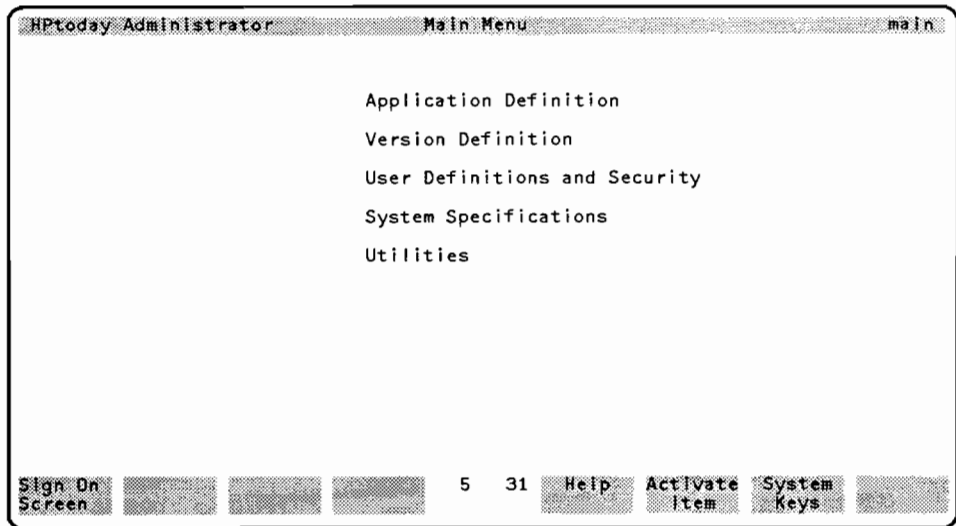 HPtoday Administrator Main Menu main
Application Definition
Version Definition
User Definitions and Security
System Specifications
Utilities
Sign On Screen 5 31 Help Activate Item System Keys